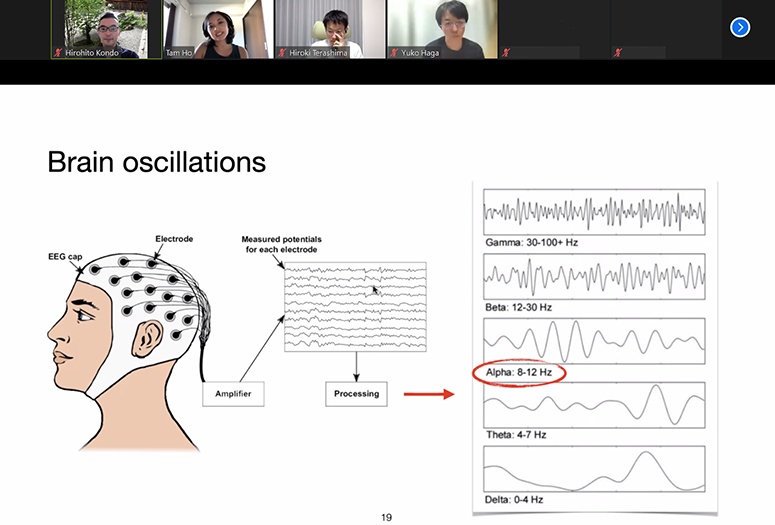 Hirohito Kondo
Tam Ho
Hiroki Terashima
Yuko Haga
Brain oscillations
EEG cap
Electrode
Measured potentials
for each electrode
Amplifier
Processing
Gamma: 30-100+ Hz
Beta: 12-30 Hz
Alpha: 8-12 Hz
Theta: 4-7 Hz
Delta: 0-4 Hz
19